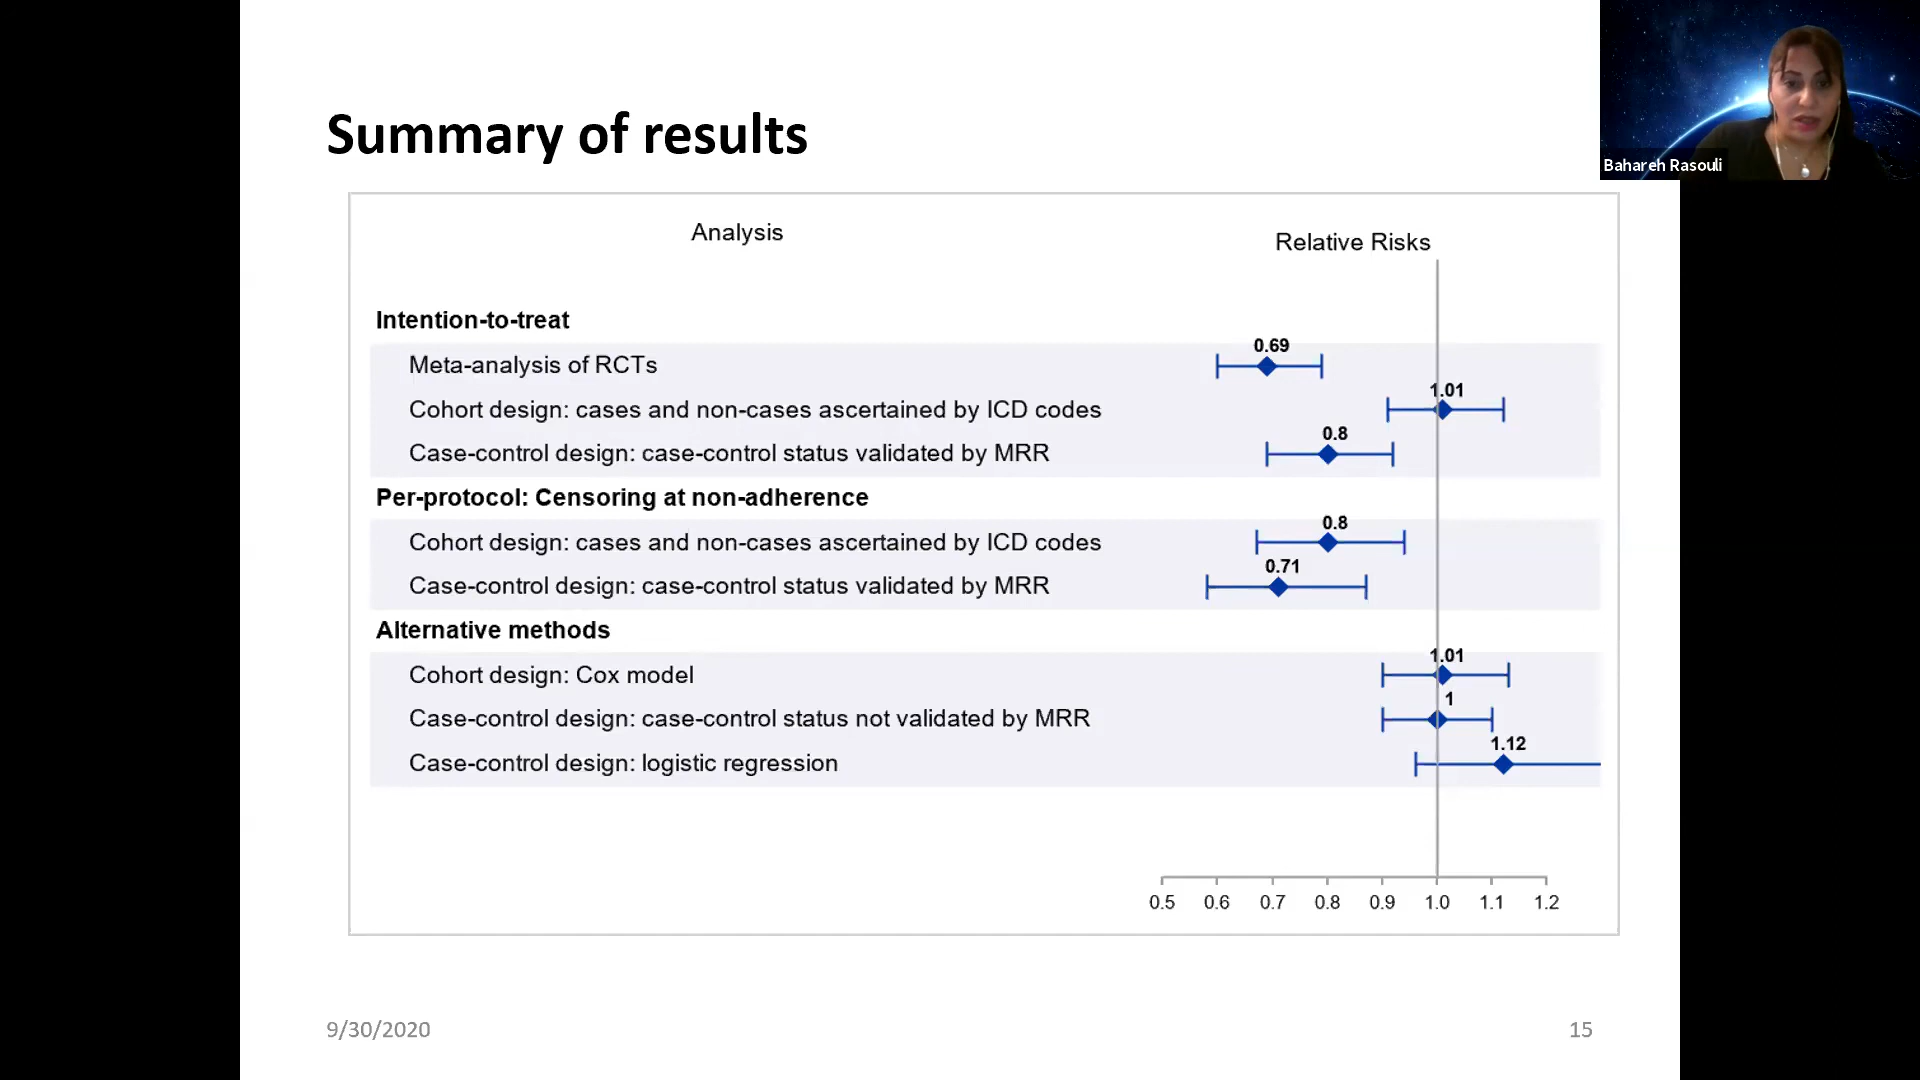 Summary of results
Bahareh Rasouli
Analysis
Relative Risks
Intention-to-treat
Meta-analysis of RCTs
0.69
Cohort design: cases and non-cases ascertained by ICD codes
1.01
Case-control design: case-control status validated by MRR
0.8
Per-protocol: Censoring at non-adherence
Cohort design: cases and non-cases ascertained by ICD codes
0.8
Case-control design: case-control status validated by MRR
0.71
Alternative methods
Cohort design: Cox model
1.01
Case-control design: case-control status not validated by MRR
1
Case-control design: logistic regression
1.12
0.5 0.6 0.7 0.8 0.9 1.0 1.1 1.2
9/30/2020
15